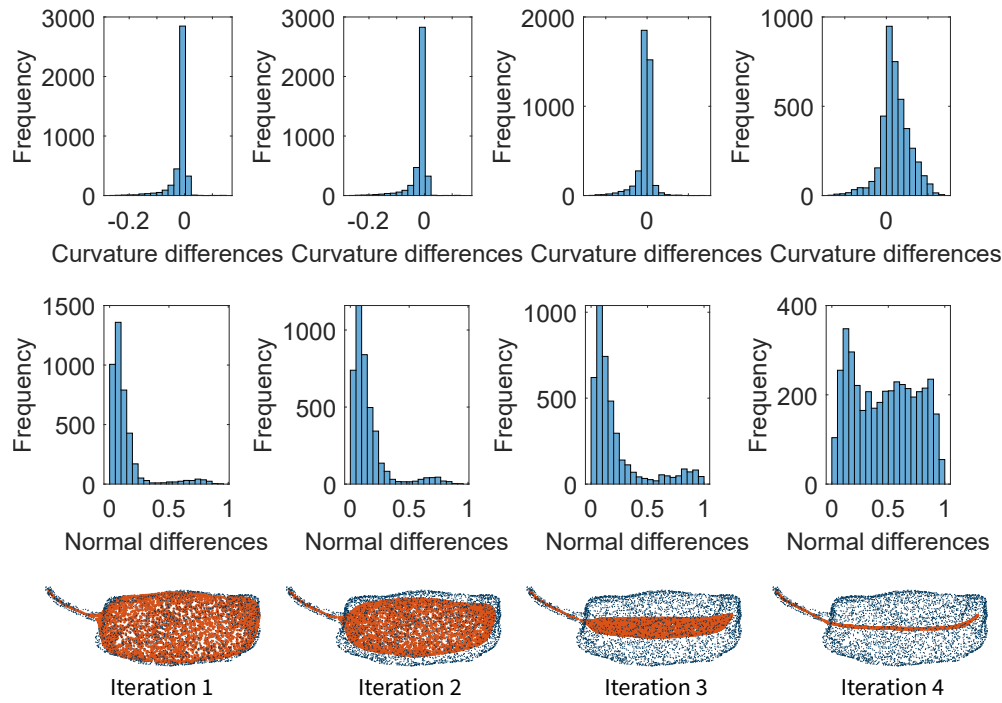 3000
2000
1000
0
Frequency
-0.2 0
Curvature differences
3000
2000
1000
0
Frequency
-0.2 0
Curvature differences
2000
1000
0
Frequency
0
Curvature differences
1000
500
0
Frequency
0
Curvature differences
1500
1000
500
0
Frequency
0 0.5 1
Normal differences
1000
500
0
Frequency
0 0.5 1
Normal differences
1000
500
0
Frequency
0 0.5 1
Normal differences
400
200
0
Frequency
0 0.5 1
Normal differences
Iteration 1
Iteration 2
Iteration 3
Iteration 4